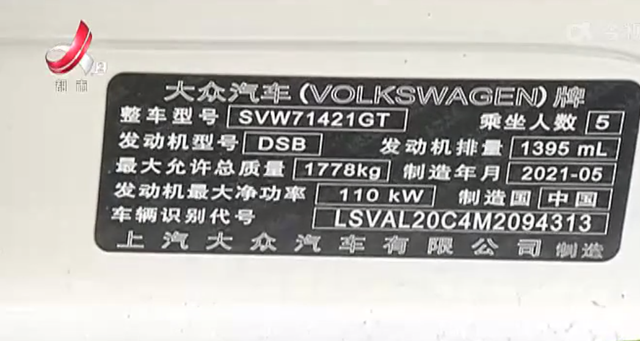 2
都市
大众汽车(VOLKSWAGEN)牌
整车型号 SVW71421GT 乘坐人数 5
发动机型号 DSB 发动机排量 1395 mL
最大允许总质量 1778kg 制造年月 2021-05
发动机最大净功率 110 kW 制造国 中国
车辆识别代号 LSVAL20C4M2094313
上汽大众汽车有限公司 制造